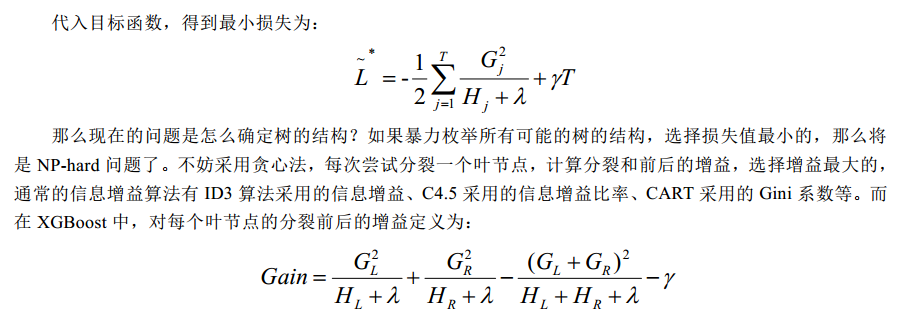 代入目标函数，得到最小损失为：
$\tilde{L}^{*} = -\frac{1}{2}\sum_{j=1}^{T}\frac{G_j^2}{H_j+\lambda}+\gamma T$
那么现在的问题是怎么确定树的结构？如果暴力枚举所有可能的树的结构，选择损失值最小的，那么将
是 NP-hard 问题了。不妨采用贪心法，每次尝试分裂一个叶节点，计算分裂和前后的增益，选择增益最大的，
通常的信息增益算法有 ID3 算法采用的信息增益、C4.5 采用的信息增益比率、CART 采用的 Gini 系数等。而
在 XGBoost 中，对每个叶节点的分裂前后的增益定义为：
$Gain = \frac{G_L^2}{H_L+\lambda}+\frac{G_R^2}{H_R+\lambda}-\frac{(G_L+G_R)^2}{H_L+H_R+\lambda}-\gamma$